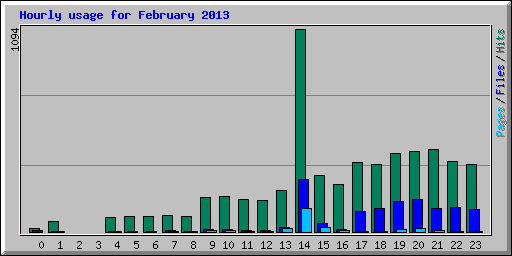 Hourly usage for February 2013
1094
Pages / Files / Hits
0 1 2 3 4 5 6 7 8 9 10 11 12 13 14 15 16 17 18 19 20 21 22 23